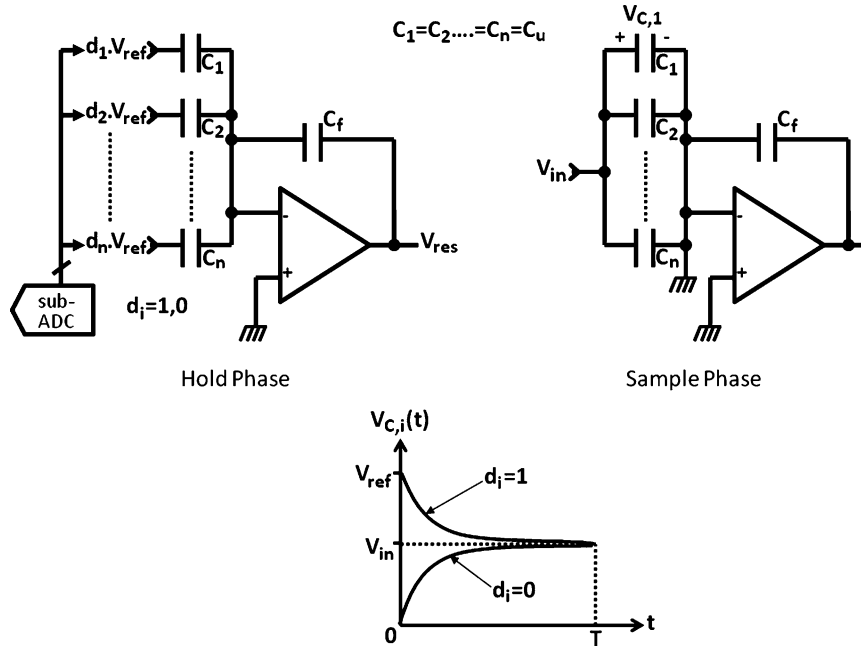 d1.Vref
C1
d2.Vref
C2
dn.Vref
Cn
Cf
-
+
Vres
sub-
ADC
di=1,0
Hold Phase
C1=C2....=Cn=Cu
VC,1
+ -
C1
C2
Cn
Vin
Cf
-
+
Sample Phase
VC,i(t)
Vref
di=1
Vin
di=0
0
T
t